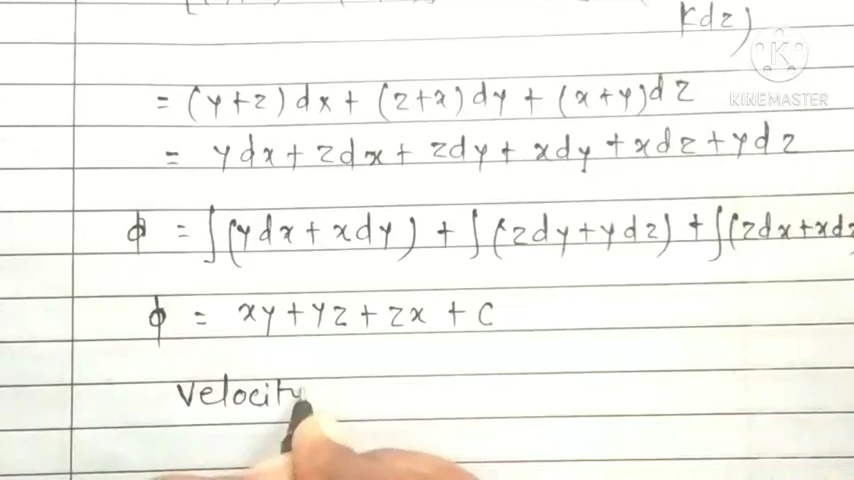 kdz)
= (y+z)dx + (z+x)dy + (x+y)dz
KINEMASTER
= ydx + zdx + zdy + xdy + xdz + ydz
ϕ = ∫(ydx + xdy) + ∫(zdy + ydz) + ∫(zdx + xdz
ϕ = xy + yz + zx + c
Velocity